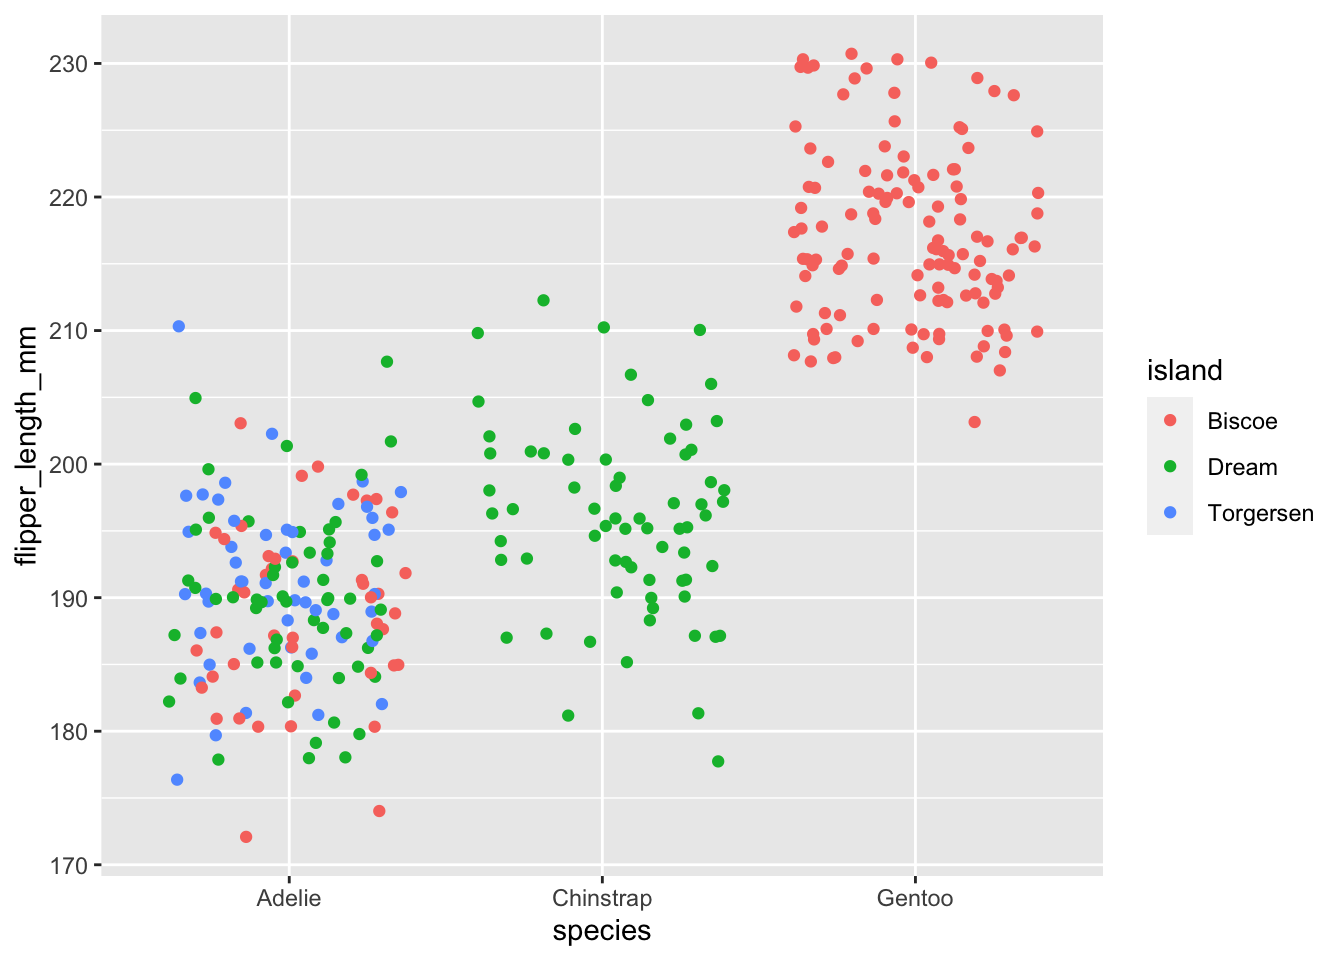 flipper_length_mm
230
220
210
200
190
180
170
Adelie
Chinstrap
Gentoo
species
island
Biscoe
Dream
Torgersen